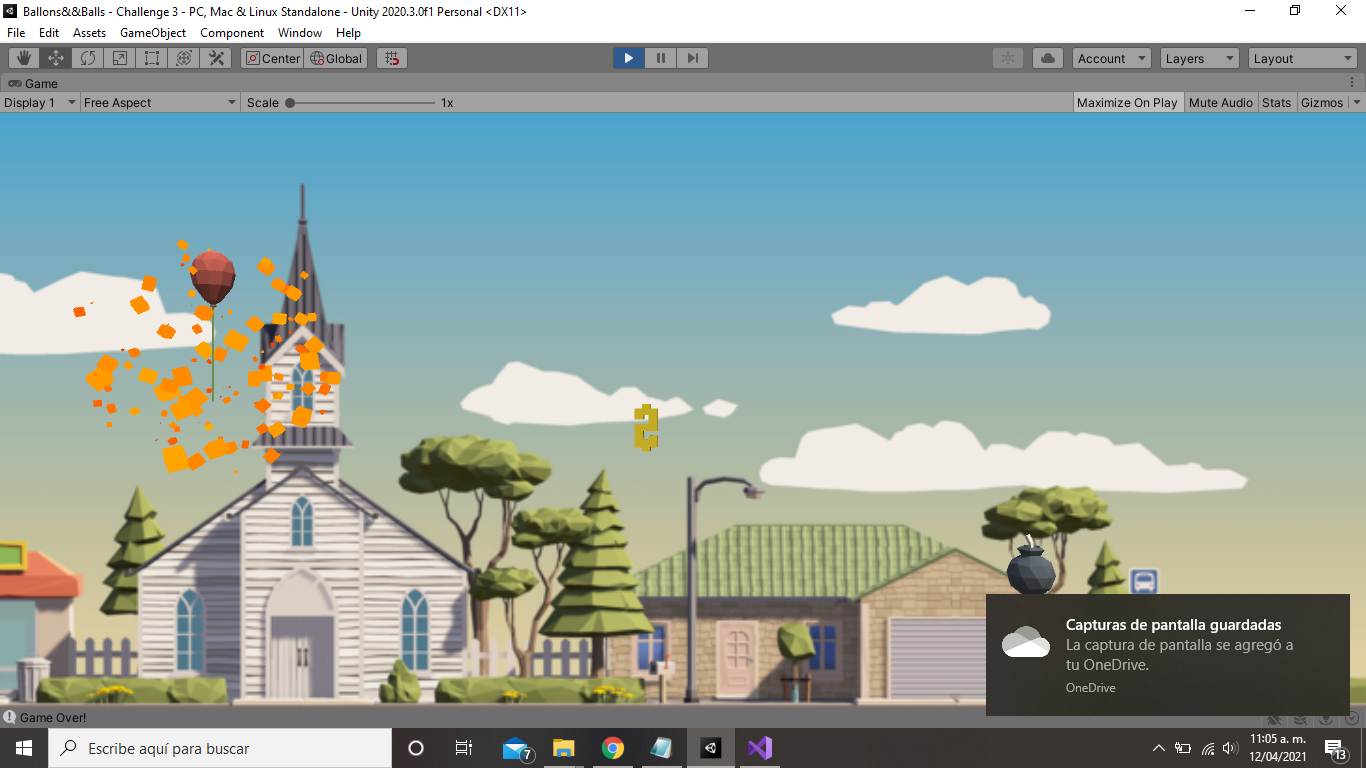 Ballons&&Balls - Challenge 3 - PC, Mac & Linux Standalone - Unity 2020.3.0f1 Personal <DX11>
File Edit Assets GameObject Component Window Help
Center Global Account Layers Layout
Game
Display 1 Free Aspect Scale 1x Maximize On Play Mute Audio Stats Gizmos
Capturas de pantalla guardadas
La captura de pantalla se agregó a
tu OneDrive.
OneDrive
Game Over!
Escribe aquí para buscar
7
11:05 a. m.
12/04/2021
13